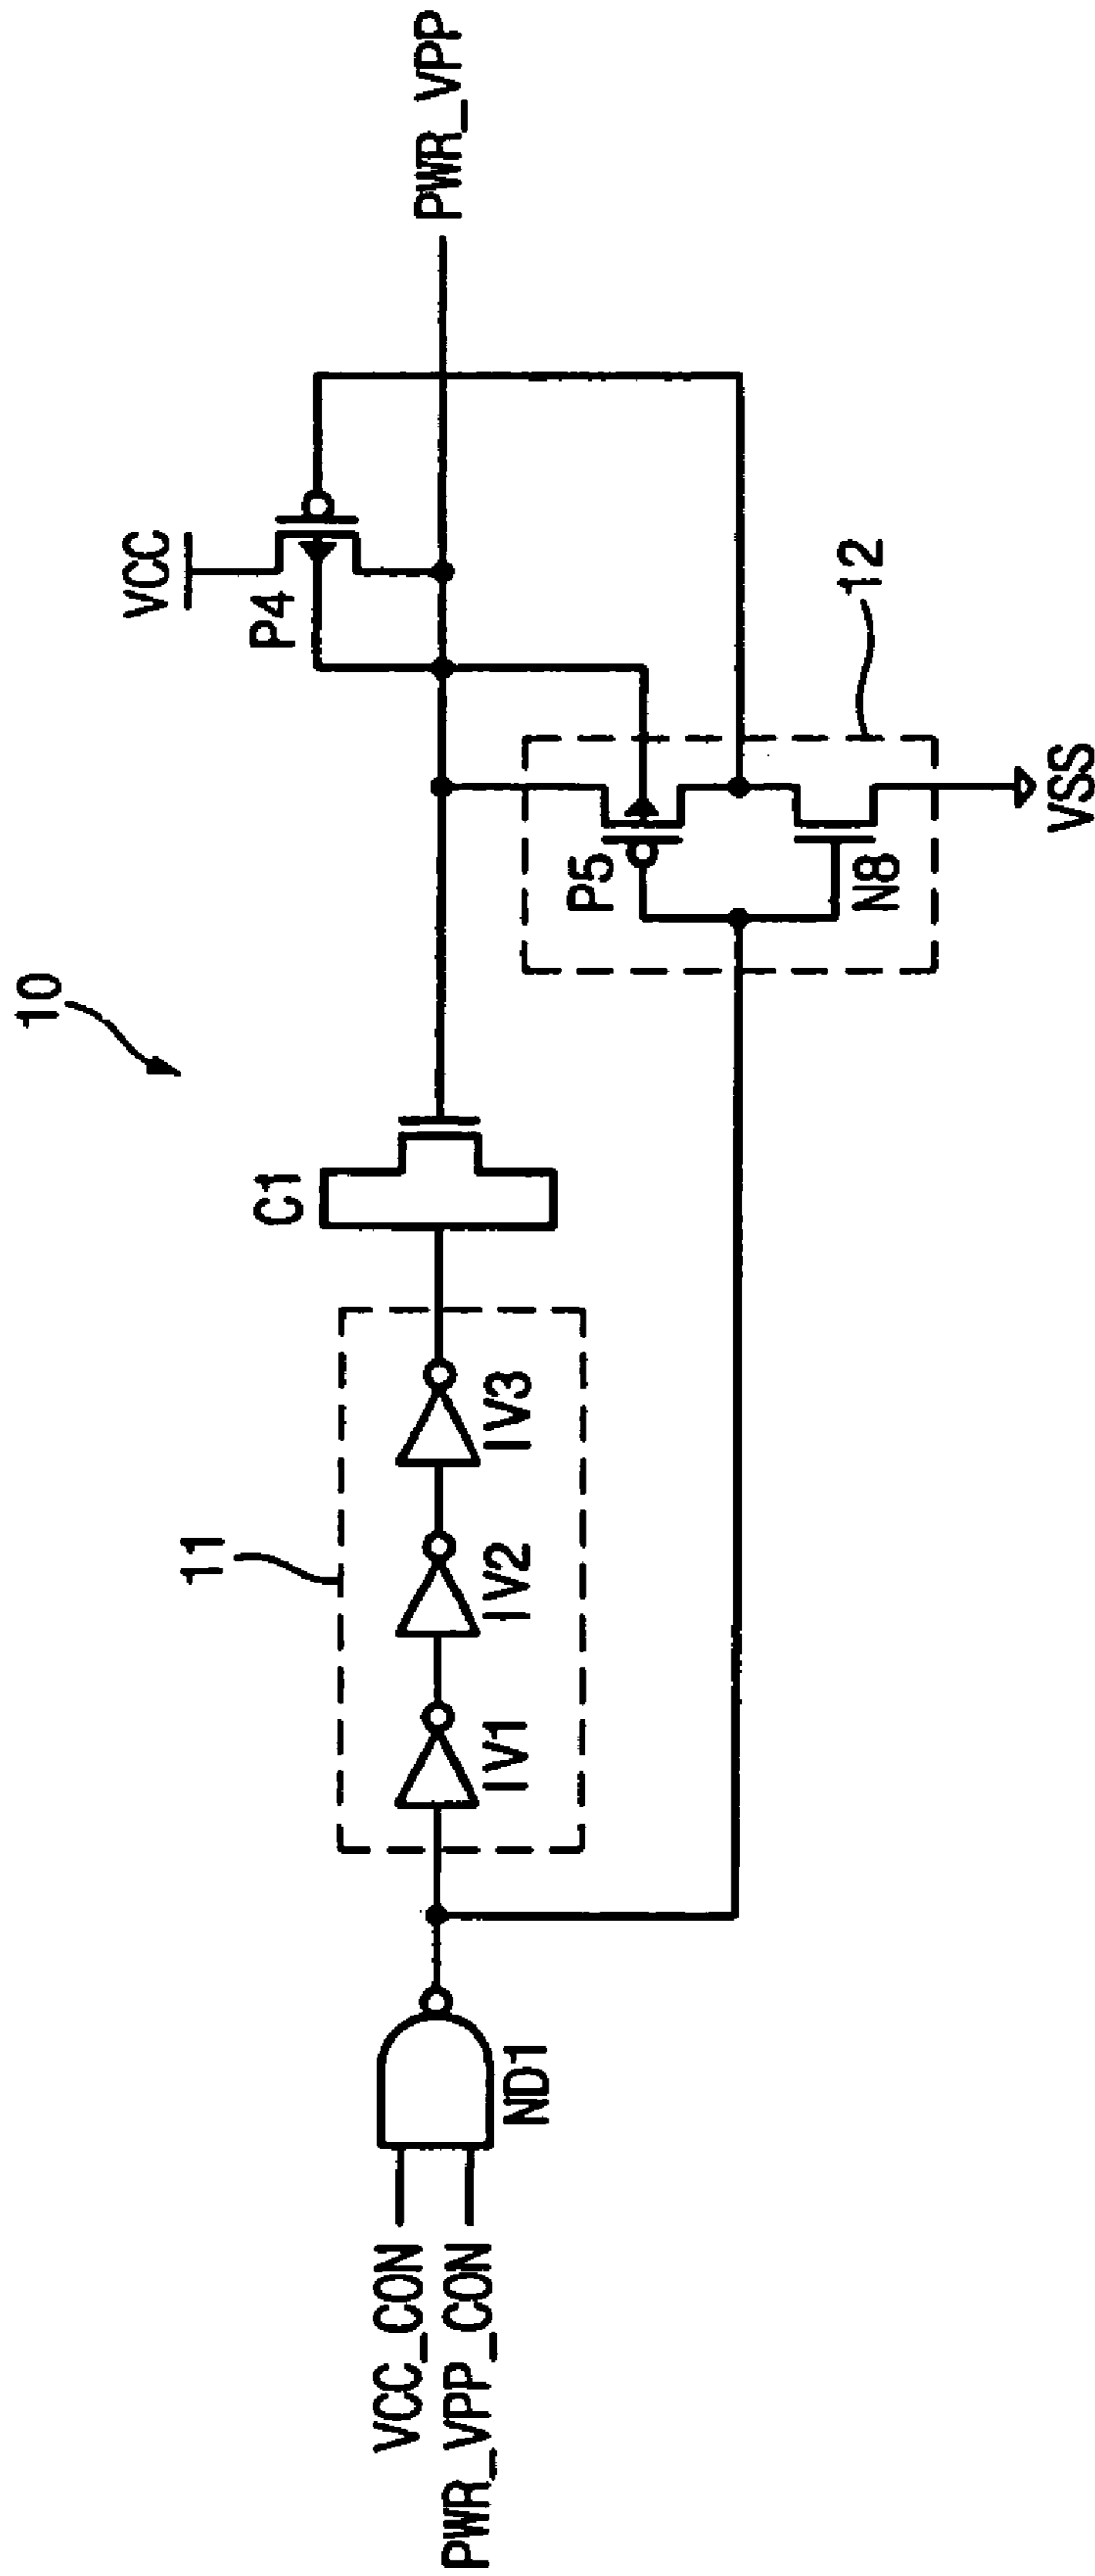 10
VCC
PWR_VPP
P4
C1
11
IV1
IV2
IV3
VCC_CON
PWR_VPP_CON
ND1
P5
N8
12
VSS